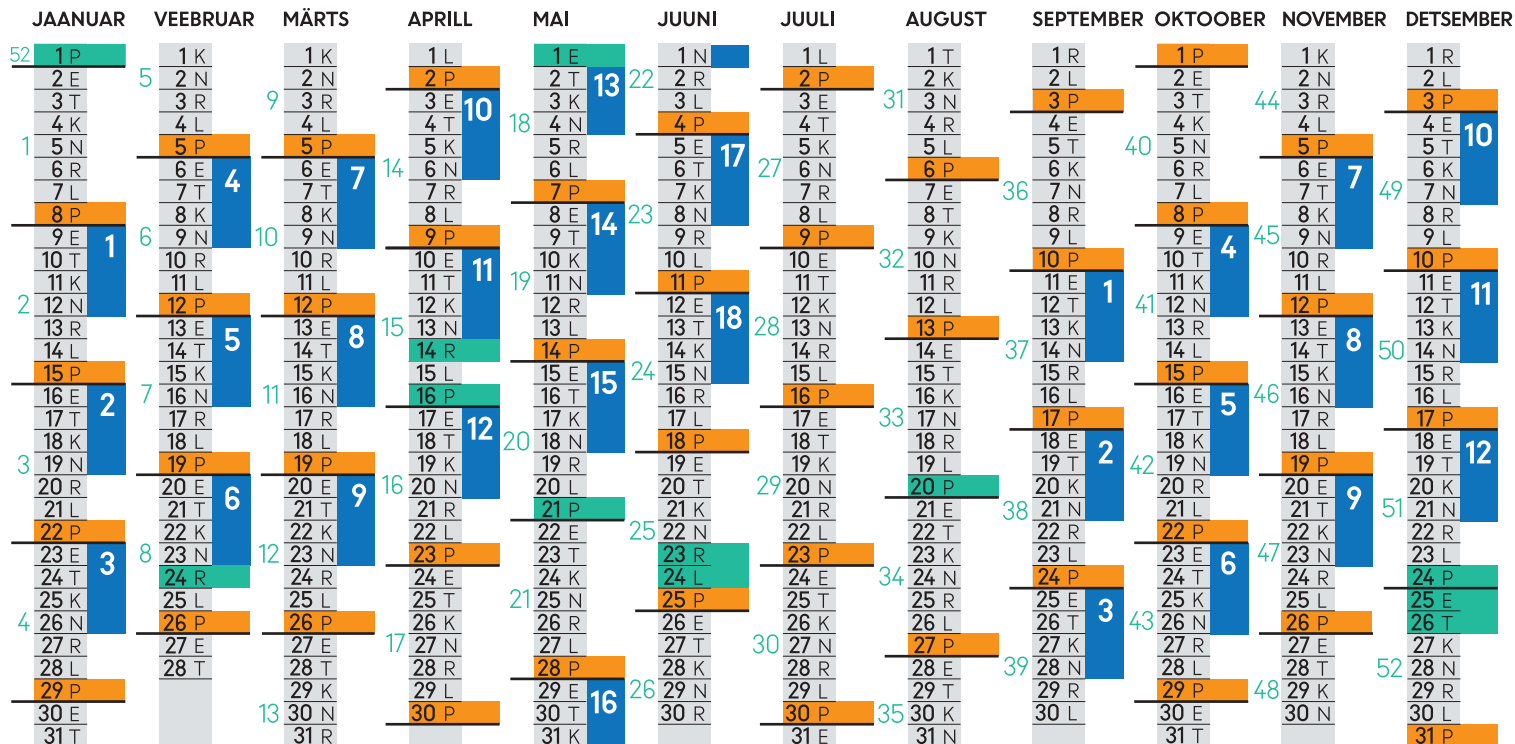 JAANUAR
52 1 P
2 E
3 T
4 K
1 5 N
6 R
7 L
8 P
9 E
10 T 1
11 K
2 12 N
13 R
14 L
15 P
16 E
17 T 2
18 K
3 19 N
20 R
21 L
22 P
23 E
24 T 3
25 K
4 26 N
27 R
28 L
29 P
30 E
31 T
VEEBRUAR
1 K
5 2 N
3 R
4 L
5 P
6 E
7 T 4
8 K
6 9 N
10 R
11 L
12 P
13 E
14 T 5
15 K
7 16 N
17 R
18 L
19 P
20 E
21 T 6
22 K
8 23 N
24 R
25 L
26 P
27 E
28 T
MÄRTS
1 K
2 N
9 3 R
4 L
5 P
6 E
7 T 7
8 K
10 9 N
10 R
11 L
12 P
13 E
14 T 8
15 K
11 16 N
17 R
18 L
19 P
20 E
21 T 9
22 K
12 23 N
24 R
25 L
26 P
27 E
28 T
29 K
13 30 N
31 R
APRILL
1 L
2 P
3 E 10
4 T
5 K
14 6 N
7 R
8 L
9 P
10 E 11
11 T
12 K
15 13 N
14 R
15 L
16 P
17 E 12
18 T
19 K
16 20 N
21 R
22 L
23 P
24 E
25 T
26 K
17 27 N
28 R
29 L
30 P
MAI
1 E
2 T 13
3 K
18 4 N
5 R
6 L
7 P
8 E
9 T 14
10 K
19 11 N
12 R
13 L
14 P
15 E
16 T 15
17 K
20 18 N
19 R
20 L
21 P
22 E
23 T
24 K
21 25 N
26 R
27 L
28 P
29 E
30 T 16
31 K
JUUNI
1 N
22 2 R
3 L
4 P
5 E 17
6 T
7 K
23 8 N
9 R
10 L
11 P
12 E 18
13 T
14 K
24 15 N
16 R
17 L
18 P
19 E
20 T
21 K
25 22 N
23 R
24 L
25 P
26 E
27 T
28 K
26 29 N
30 R
JUULI
1 L
2 P
3 E
4 T
5 K
27 6 N
7 R
8 L
9 P
10 E
11 T
12 K
28 13 N
14 R
15 L
16 P
17 E
18 T
19 K
29 20 N
21 R
22 L
23 P
24 E
25 T
26 K
30 27 N
28 R
29 L
30 P
31 E
AUGUST
1 T
2 K
31 3 N
4 R
5 L
6 P
7 E
8 T
9 K
32 10 N
11 R
12 L
13 P
14 E
15 T
16 K
33 17 N
18 R
19 L
20 P
21 E
22 T
23 K
34 24 N
25 R
26 L
27 P
28 E
29 T
35 30 K
31 N
SEPTEMBER
1 R
2 L
3 P
4 E
5 T
6 K
36 7 N
8 R
9 L
10 P
11 E
12 T 1
13 K
37 14 N
15 R
16 L
17 P
18 E
19 T 2
20 K
38 21 N
22 R
23 L
24 P
25 E
26 T 3
27 K
39 28 N
29 R
30 L
OKTOOBER
1 P
2 E
3 T
4 K
40 5 N
6 R
7 L
8 P
9 E
10 T 4
11 K
41 12 N
13 R
14 L
15 P
16 E
17 T 5
18 K
42 19 N
20 R
21 L
22 P
23 E
24 T 6
25 K
43 26 N
27 R
28 L
29 P
30 E
31 T
NOVEMBER
1 K
2 N
44 3 R
4 L
5 P
6 E
7 T 7
8 K
45 9 N
10 R
11 L
12 P
13 E
14 T 8
15 K
46 16 N
17 R
18 L
19 P
20 E
21 T 9
22 K
47 23 N
24 R
25 L
26 P
27 E
28 T
48 29 K
30 N
DETSEMBER
1 R
2 L
3 P
4 E 10
5 T
6 K
49 7 N
8 R
9 L
10 P
11 E
12 T 11
13 K
50 14 N
15 R
16 L
17 P
18 E
19 T 12
20 K
51 21 N
22 R
23 L
24 P
25 E
26 T
27 K
52 28 N
29 R
30 L
31 P